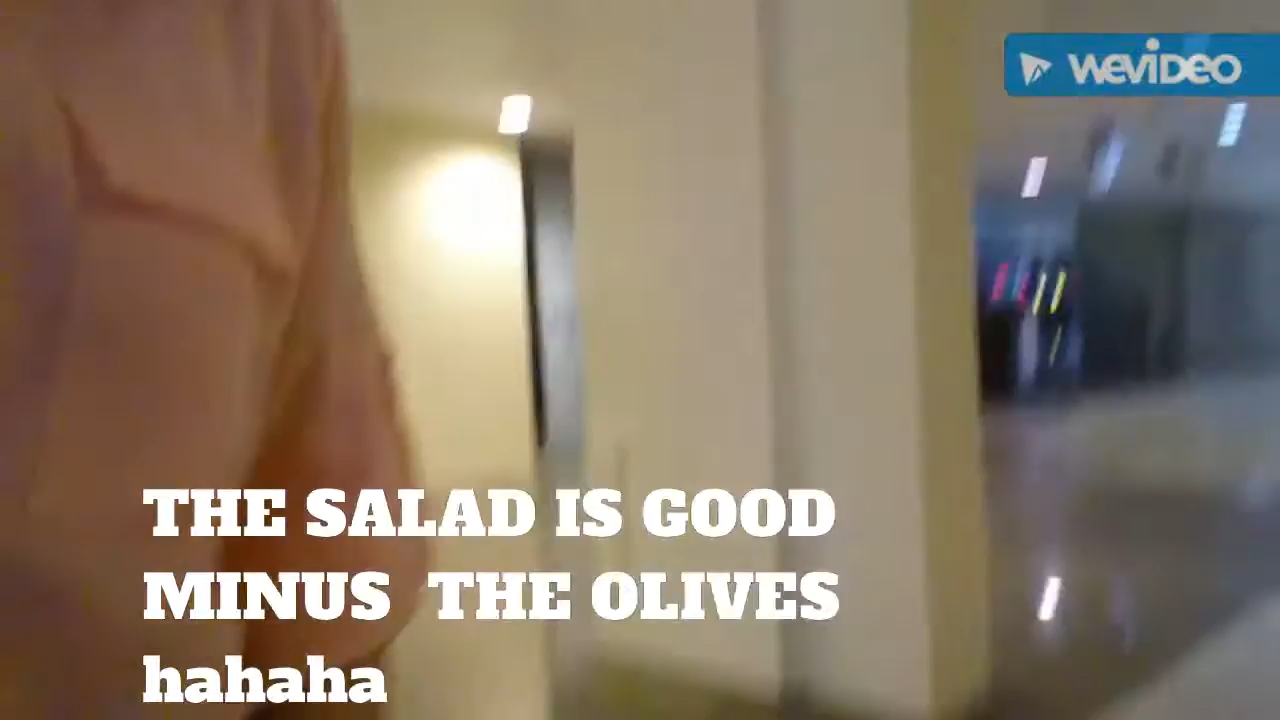 WEVIDEO
THE SALAD IS GOOD
MINUS THE OLIVES
hahaha